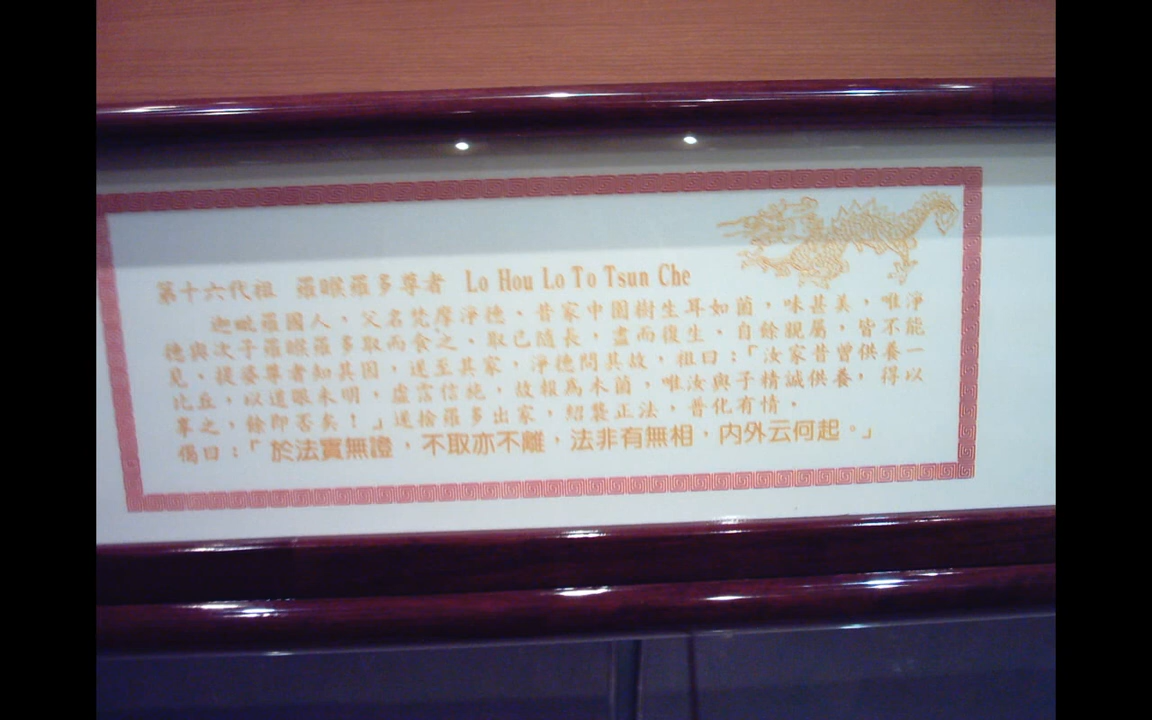 第十六代祖 羅睺羅多尊者 Lo Hou Lo To Tsun Che
迦毗羅國人，父名梵摩淨德、昔家中園樹生耳如菌，味甚美，唯淨
德與次子羅睺羅多取而食之、取已隨長，盡而復生、自餘親屬，皆不能
見、提婆尊者知其因，遂至其家，淨德問其故，祖曰：「汝家昔曾供養一
比丘，以道眼未明，虛霑信施，故報為木菌，唯汝與子精誠供養，得以
享之，餘即否矣！」遂捨羅多出家，紹襲正法，普化有情．
偈曰：「於法實無證，不取亦不離，法非有無相，内外云何起。」